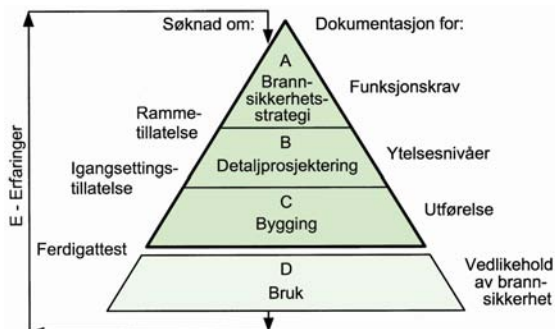 Søknad om:
Dokumentasjon for:
A
Brann-
sikkerhets-
strategi
Funksjonskrav
Ramme-
tillatelse
B
Detaljprosjektering
Ytelsesnivåer
Igangsettings-
tillatelse
C
Bygging
Utførelse
Ferdigattest
D
Bruk
Vedlikehold
av brann-
sikkerhet
E - Erfaringer